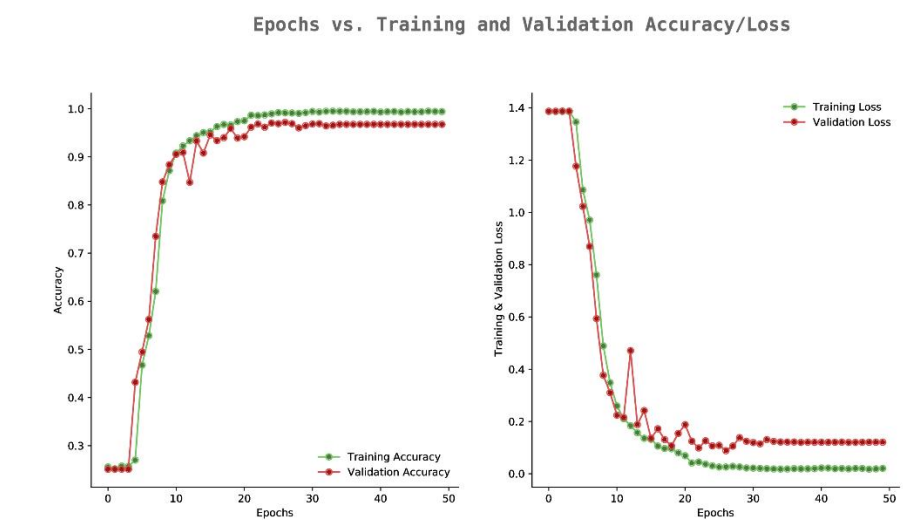 Epochs vs. Training and Validation Accuracy/Loss
Accuracy
1.0
0.9
0.8
0.7
0.6
0.5
0.4
0.3
0 10 20 30 40 50
Epochs
Training Accuracy
Validation Accuracy
Training & Validation Loss
1.4
1.2
1.0
0.8
0.6
0.4
0.2
0.0
0 10 20 30 40 50
Epochs
Training Loss
Validation Loss